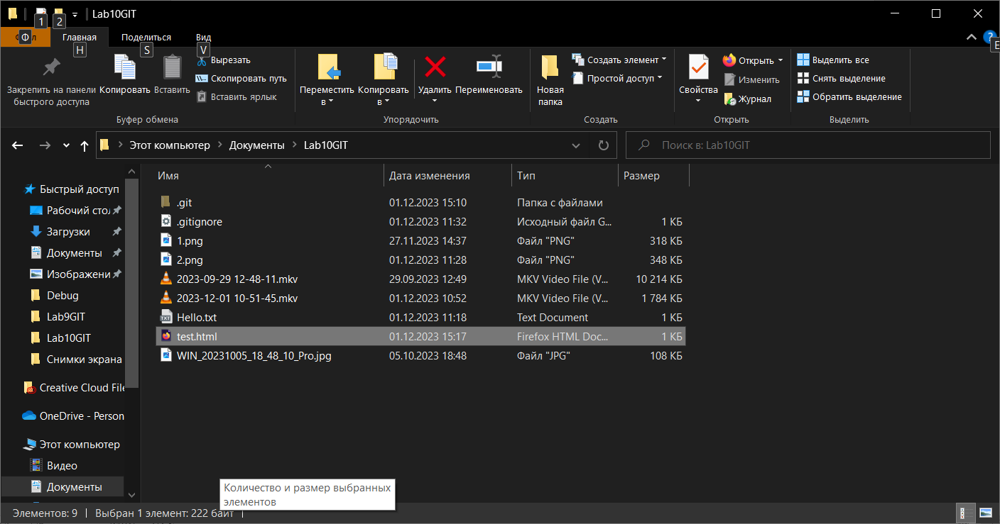 1 2 Lab10GIT
Ф Главная Поделиться Вид
H S V E
Закрепить на панели быстрого доступа
Копировать
Вставить
Вырезать
Скопировать путь
Вставить ярлык
Буфер обмена
Переместить в
Копировать в
Удалить
Переименовать
Упорядочить
Новая папка
Создать элемент
Простой доступ
Создать
Свойства
Открыть
Изменить
Журнал
Открыть
Выделить все
Снять выделение
Обратить выделение
Выделить
Этот компьютер Документы Lab10GIT
Поиск в: Lab10GIT
Быстрый доступ
Рабочий стол
Загрузки
Документы
Изображени
Debug
Lab9GIT
Lab10GIT
Снимки экрана
Creative Cloud File
OneDrive - Person
Этот компьютер
Видео
Документы
Имя Дата изменения Тип Размер
.git 01.12.2023 15:10 Папка с файлами
.gitignore 01.12.2023 11:32 Исходный файл G... 1 КБ
1.png 27.11.2023 14:37 Файл "PNG" 318 КБ
2.png 01.12.2023 11:28 Файл "PNG" 348 КБ
2023-09-29 12-48-11.mkv 29.09.2023 12:49 MKV Video File (V... 10 214 КБ
2023-12-01 10-51-45.mkv 01.12.2023 10:52 MKV Video File (V... 1 784 КБ
Hello.txt 01.12.2023 11:18 Text Document 1 КБ
test.html 01.12.2023 15:17 Firefox HTML Doc... 1 КБ
WIN_20231005_18_48_10_Pro.jpg 05.10.2023 18:48 Файл "JPG" 108 КБ
Количество и размер выбранных
элементов
Элементов: 9 Выбран 1 элемент: 222 байт